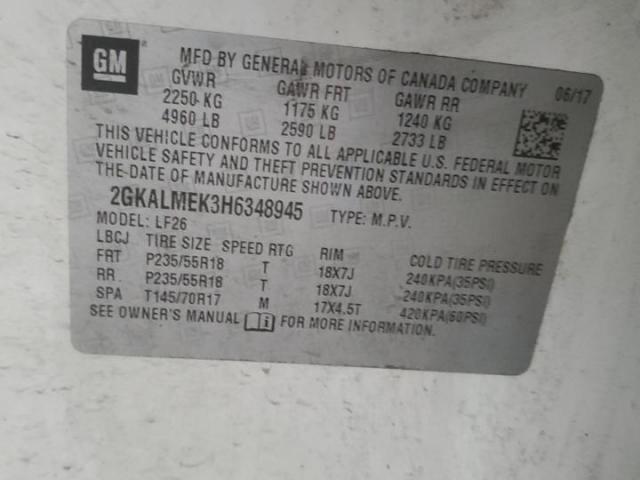 GM
MFD BY GENERAL MOTORS OF CANADA COMPANY 06/17
GVWR GAWR FRT GAWR RR
2250 KG 1175 KG 1240 KG
4960 LB 2590 LB 2733 LB
THIS VEHICLE CONFORMS TO ALL APPLICABLE U.S. FEDERAL MOTOR
VEHICLE SAFETY AND THEFT PREVENTION STANDARDS IN EFFECT ON
THE DATE OF MANUFACTURE SHOWN ABOVE.
2GKALMEK3H6348945 TYPE: M.P.V.
MODEL: LF26
LBCJ TIRE SIZE SPEED RTG RIM COLD TIRE PRESSURE
FRT P235/55R18 T 18X7J 240KPA(35PSI)
RR. P235/55R18 T 18X7J 240KPA(35PSI)
SPA T145/70R17 M 17X4.5T 420KPA(60PSI)
SEE OWNER'S MANUAL FOR MORE INFORMATION.